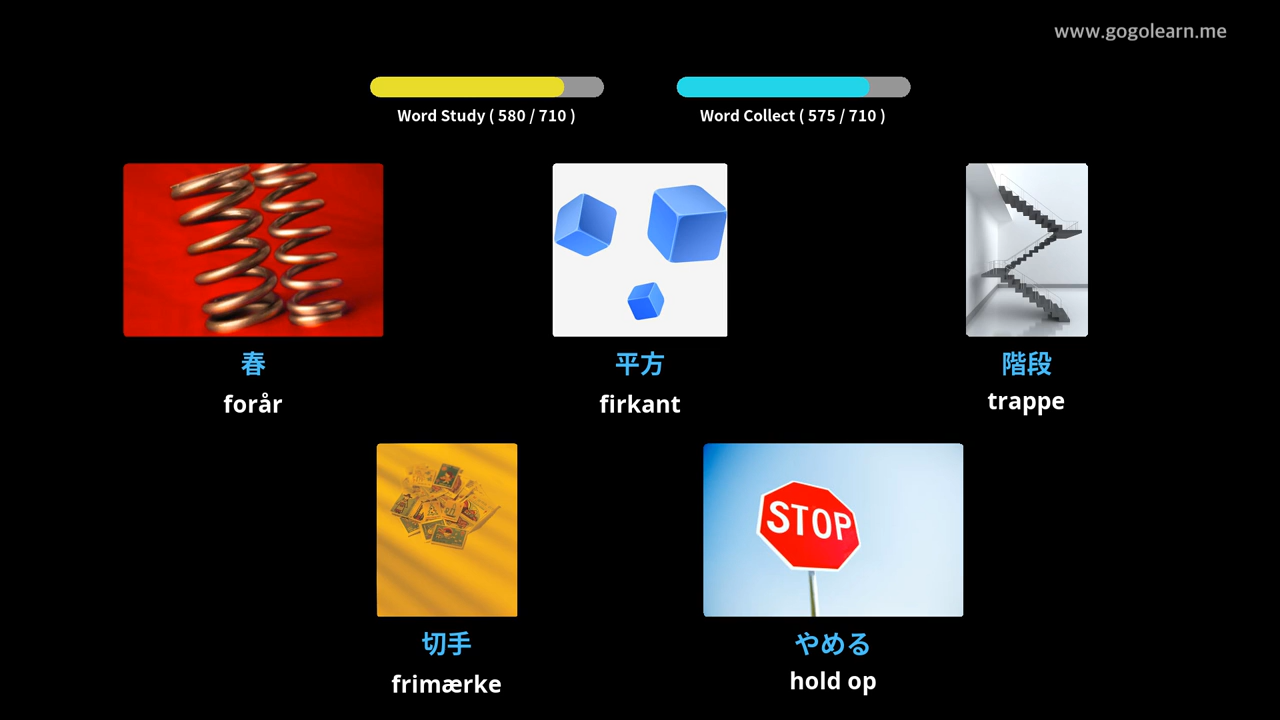 www.gogolearn.me
Word Study ( 580 / 710 )
Word Collect ( 575 / 710 )
春
forår
平方
firkant
階段
trappe
切手
frimærke
STOP
やめる
hold op